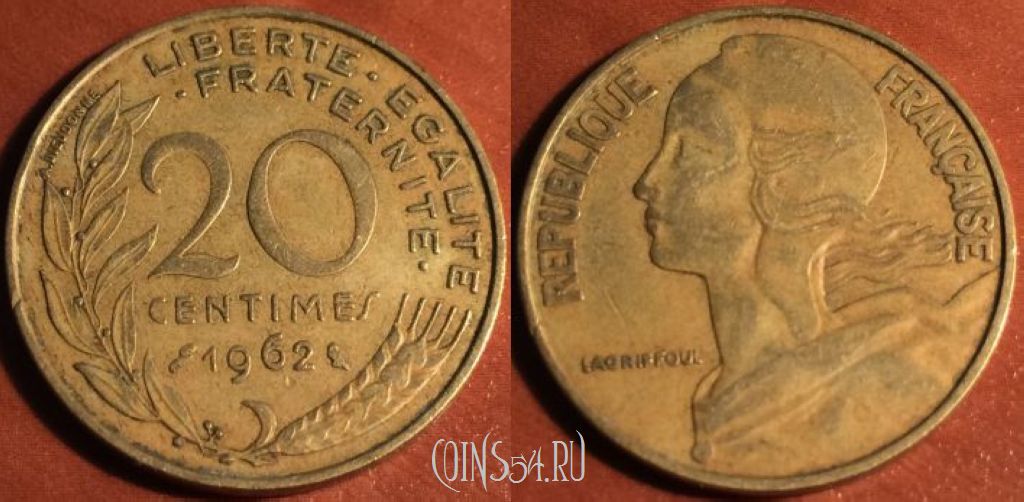 LIBERTE · EGALITE
· FRATERNITE ·
20
CENTIMES
1962
REPUBLIQUE FRANÇAISE
LAGRIFFOUL
COINS54.RU